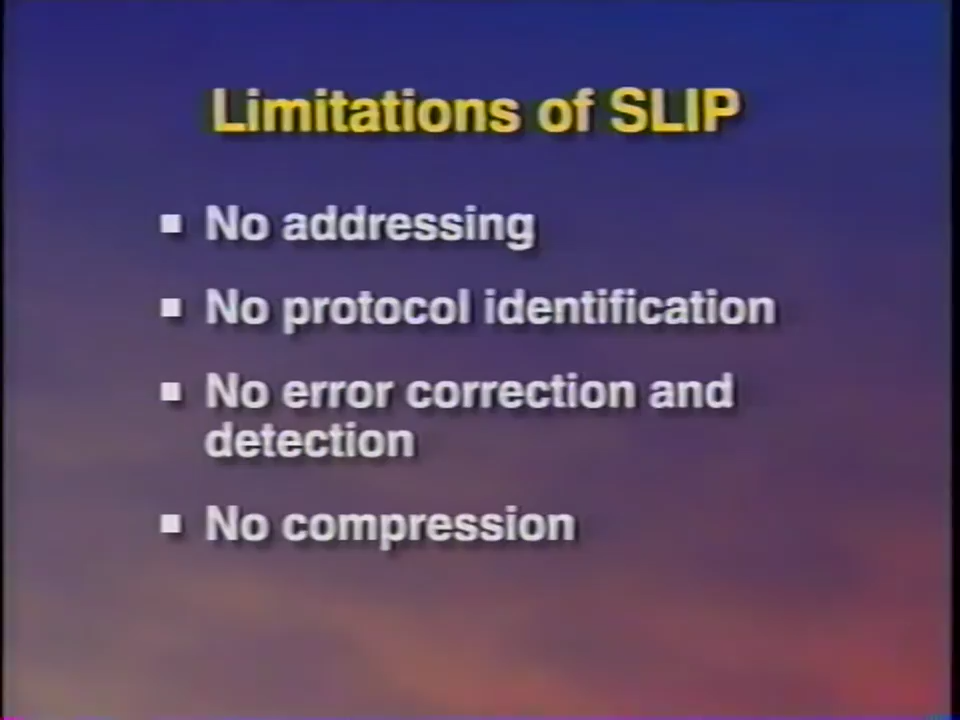 Limitations of SLIP
▪ No addressing
▪ No protocol identification
▪ No error correction and
detection
▪ No compression